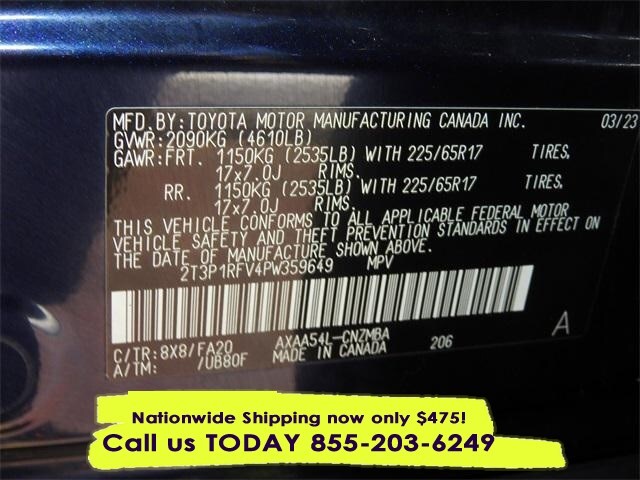 MFD. BY: TOYOTA MOTOR MANUFACTURING CANADA INC. 03/23
GVWR: 2090KG (4610LB)
GAWR: FRT. 1150KG (2535LB) WITH 225/65R17 TIRES,
17x7.0J RIMS.
RR. 1150KG (2535LB) WITH 225/65R17 TIRES,
17x7.0J RIMS.
THIS VEHICLE CONFORMS TO ALL APPLICABLE FEDERAL MOTOR
VEHICLE SAFETY AND THEFT PREVENTION STANDARDS IN EFFECT ON
THE DATE OF MANUFACTURE SHOWN ABOVE.
2T3P1RFV4PW359649 MPV
C/TR: 8X8/FA20 AXAA54L-CNZMBA 206 A
A/TM: /UB80F MADE IN CANADA
Nationwide Shipping now only $475!
Call us TODAY 855-203-6249